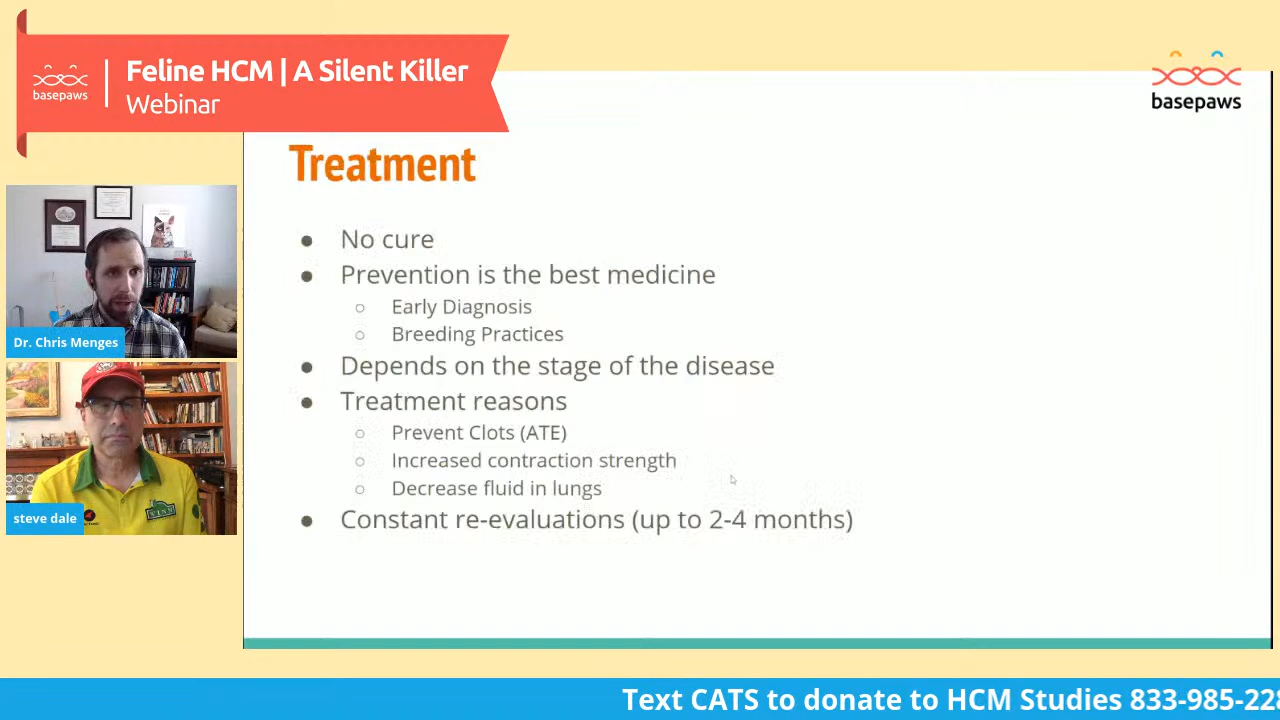 Feline HCM | A Silent Killer
Webinar
basepaws
basepaws
Treatment
● No cure
● Prevention is the best medicine
○ Early Diagnosis
○ Breeding Practices
● Depends on the stage of the disease
● Treatment reasons
○ Prevent Clots (ATE)
○ Increased contraction strength
○ Decrease fluid in lungs
● Constant re-evaluations (up to 2-4 months)
Dr. Chris Menges
steve dale
Text CATS to donate to HCM Studies 833-985-228